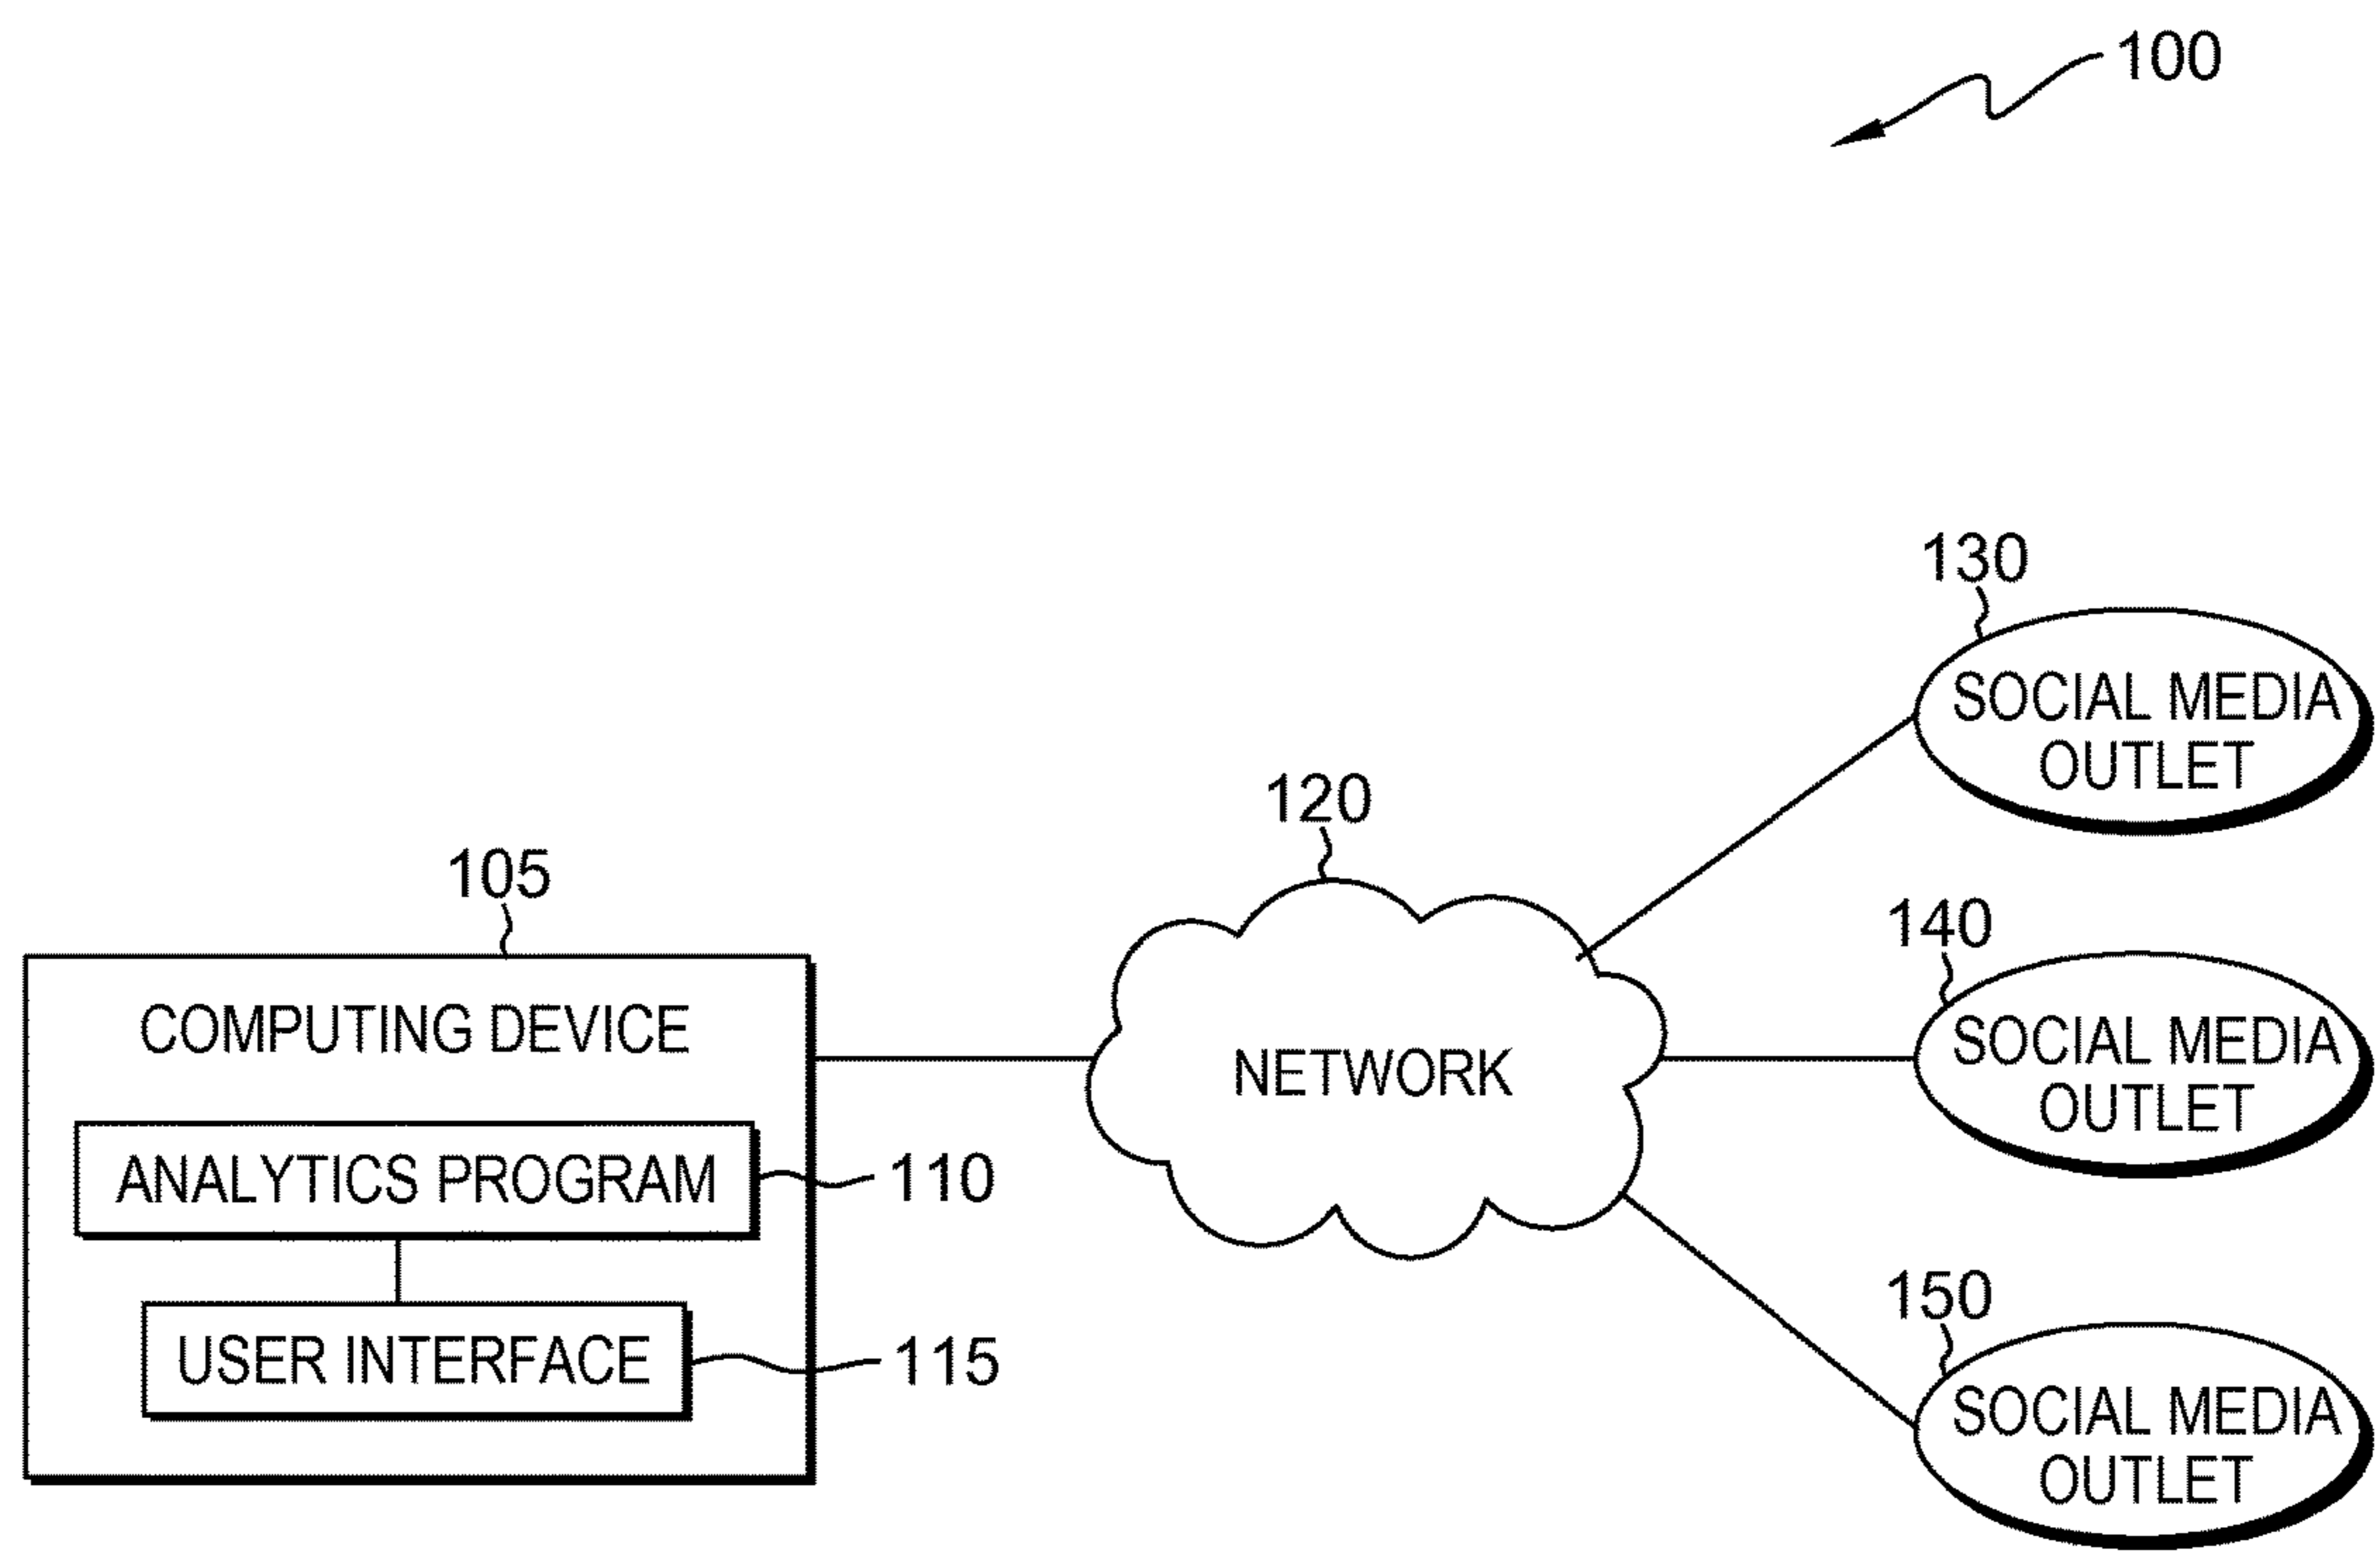 100
130
SOCIAL MEDIA
OUTLET
120
105
140
COMPUTING DEVICE
NETWORK
SOCIAL MEDIA
OUTLET
ANALYTICS PROGRAM
110
150
USER INTERFACE
115
SOCIAL MEDIA
OUTLET